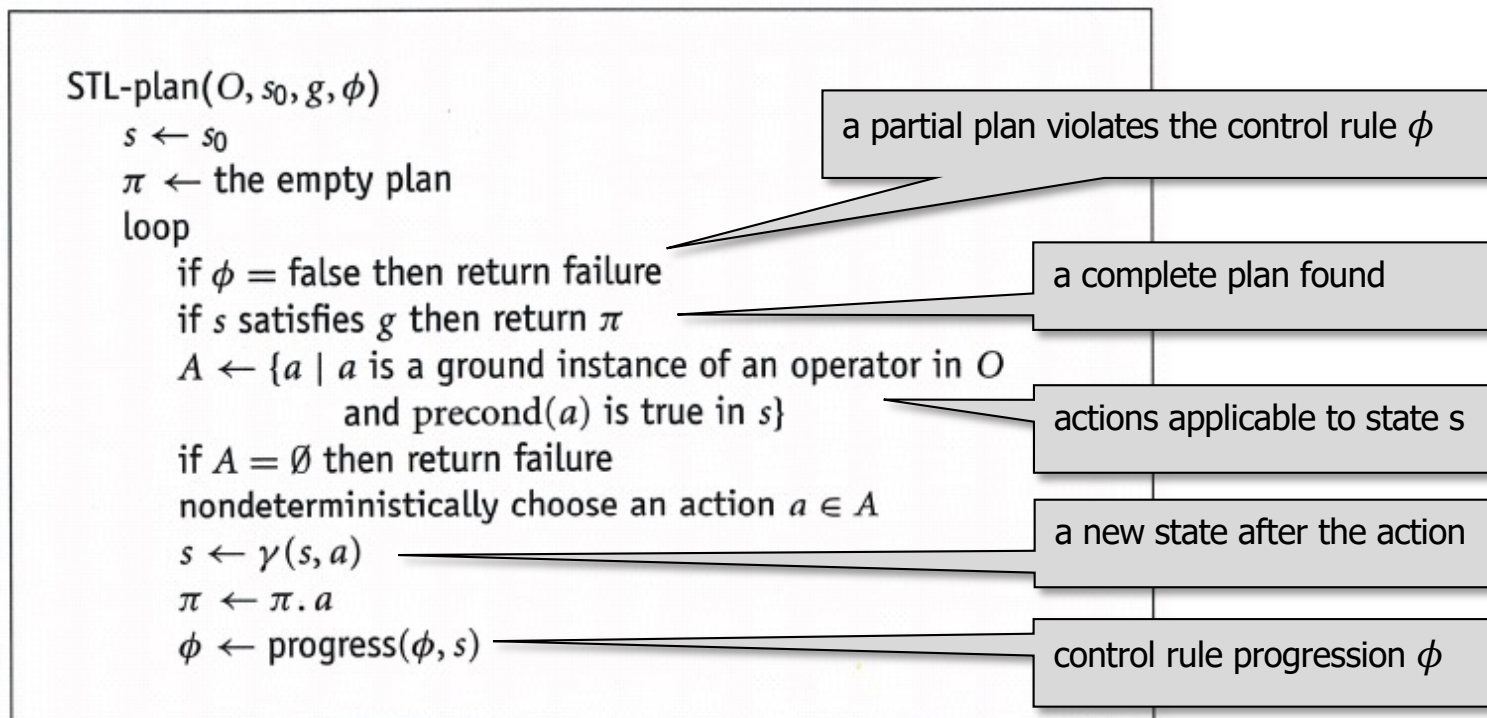 STL-plan(O, s₀, g, ϕ)
s ← s₀
π ← the empty plan
loop
if ϕ = false then return failure
if s satisfies g then return π
A ← {a | a is a ground instance of an operator in O
and precond(a) is true in s}
if A = Ø then return failure
nondeterministically choose an action a ∈ A
s ← γ(s, a)
π ← π. a
ϕ ← progress(ϕ, s)
a partial plan violates the control rule ϕ
a complete plan found
actions applicable to state s
a new state after the action
control rule progression ϕ